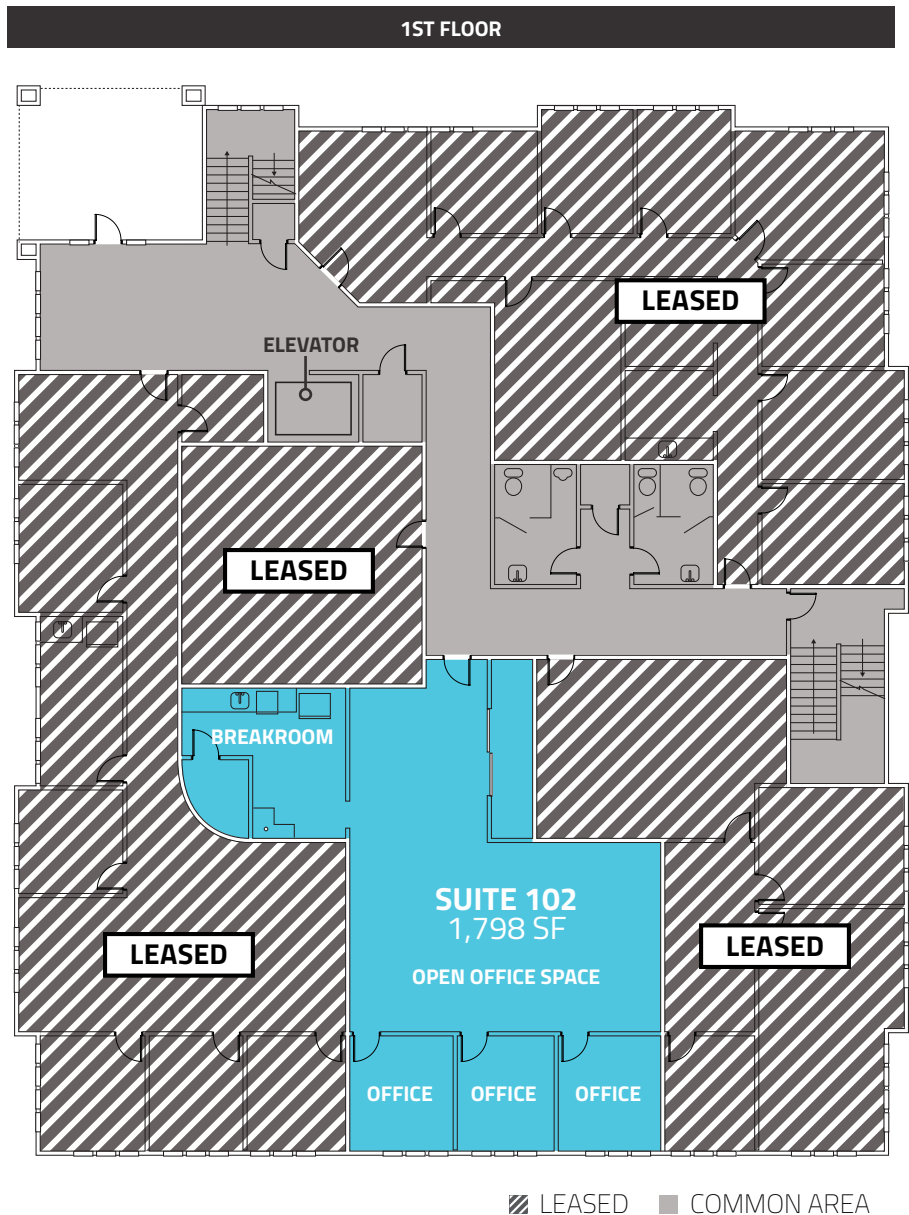 1ST FLOOR
LEASED
ELEVATOR
LEASED
BREAKROOM
SUITE 102
1,798 SF
OPEN OFFICE SPACE
LEASED
LEASED
OFFICE
OFFICE
OFFICE
LEASED
COMMON AREA